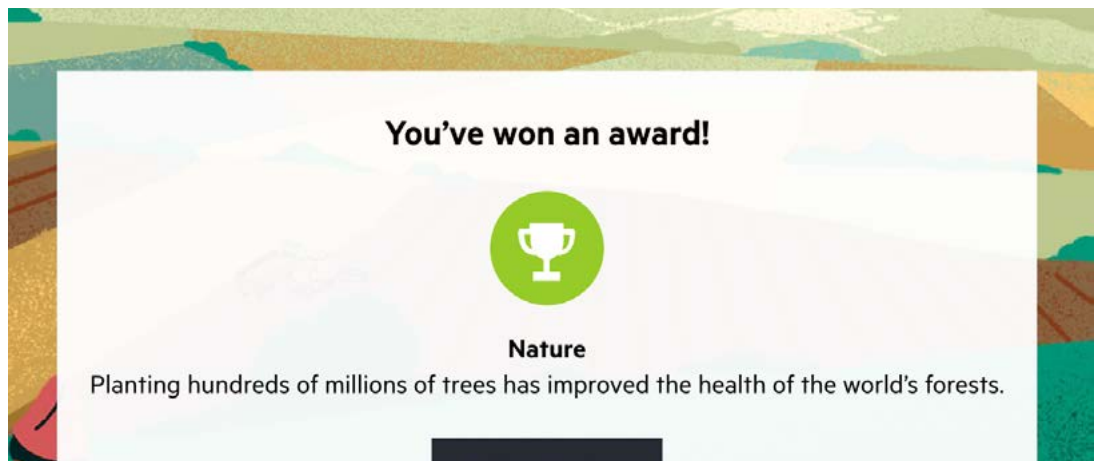 You’ve won an award!
Nature
Planting hundreds of millions of trees has improved the health of the world’s forests.